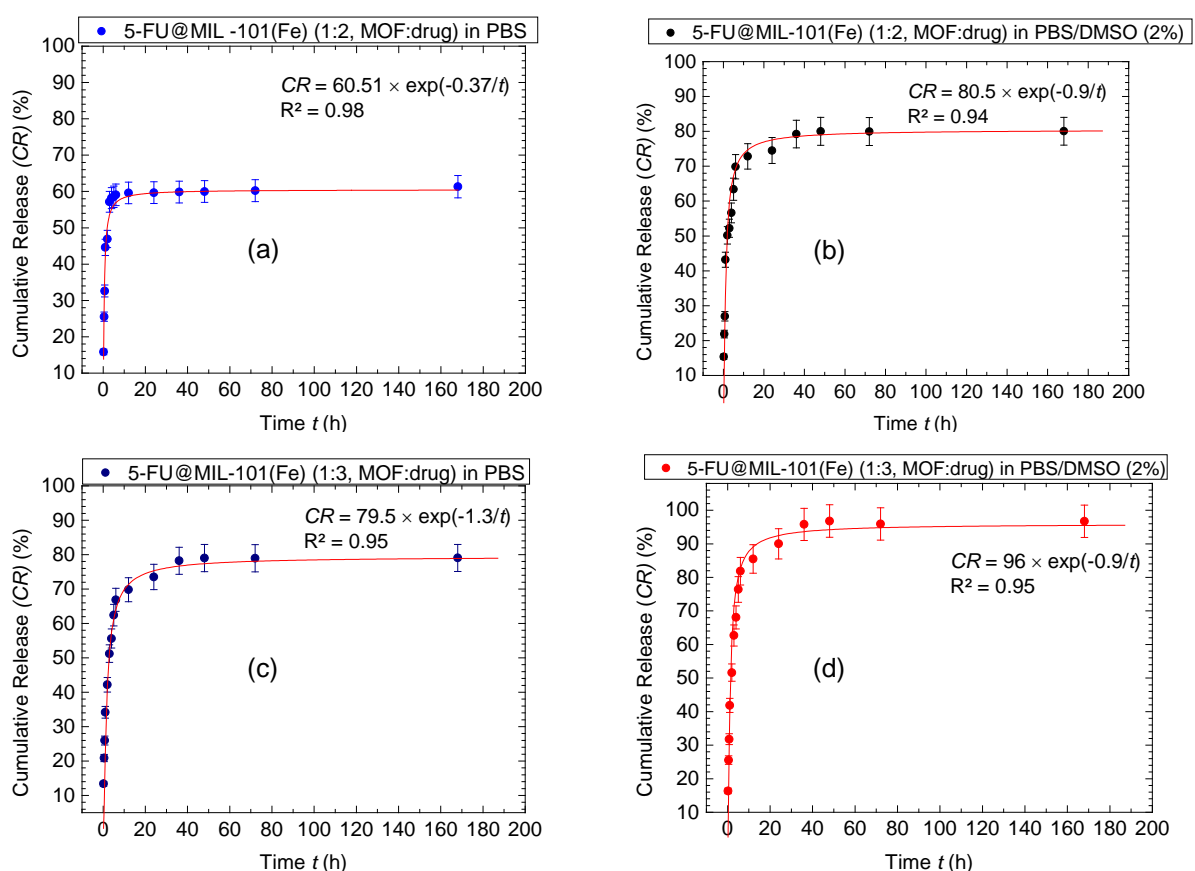 5-FU@MIL -101(Fe) (1:2, MOF:drug) in PBS
CR = 60.51 × exp(-0.37/t)
R² = 0.98
(a)
Cumulative Release (CR) (%)
100
90
80
70
60
50
40
30
20
10
0 20 40 60 80 100 120 140 160 180 200
Time t (h)
5-FU@MIL-101(Fe) (1:2, MOF:drug) in PBS/DMSO (2%)
CR = 80.5 × exp(-0.9/t)
R² = 0.94
(b)
Cumulative Release (CR) (%)
100
90
80
70
60
50
40
30
20
10
0 20 40 60 80 100 120 140 160 180 200
Time t (h)
5-FU@MIL-101(Fe) (1:3, MOF:drug) in PBS
CR = 79.5 × exp(-1.3/t)
R² = 0.95
(c)
Cumulative Release (CR) (%)
100
90
80
70
60
50
40
30
20
10
0 20 40 60 80 100 120 140 160 180 200
Time t (h)
5-FU@MIL-101(Fe) (1:3, MOF:drug) in PBS/DMSO (2%)
CR = 96 × exp(-0.9/t)
R² = 0.95
(d)
Cumulative Release (CR) (%)
100
90
80
70
60
50
40
30
20
10
0 20 40 60 80 100 120 140 160 180 200
Time t (h)